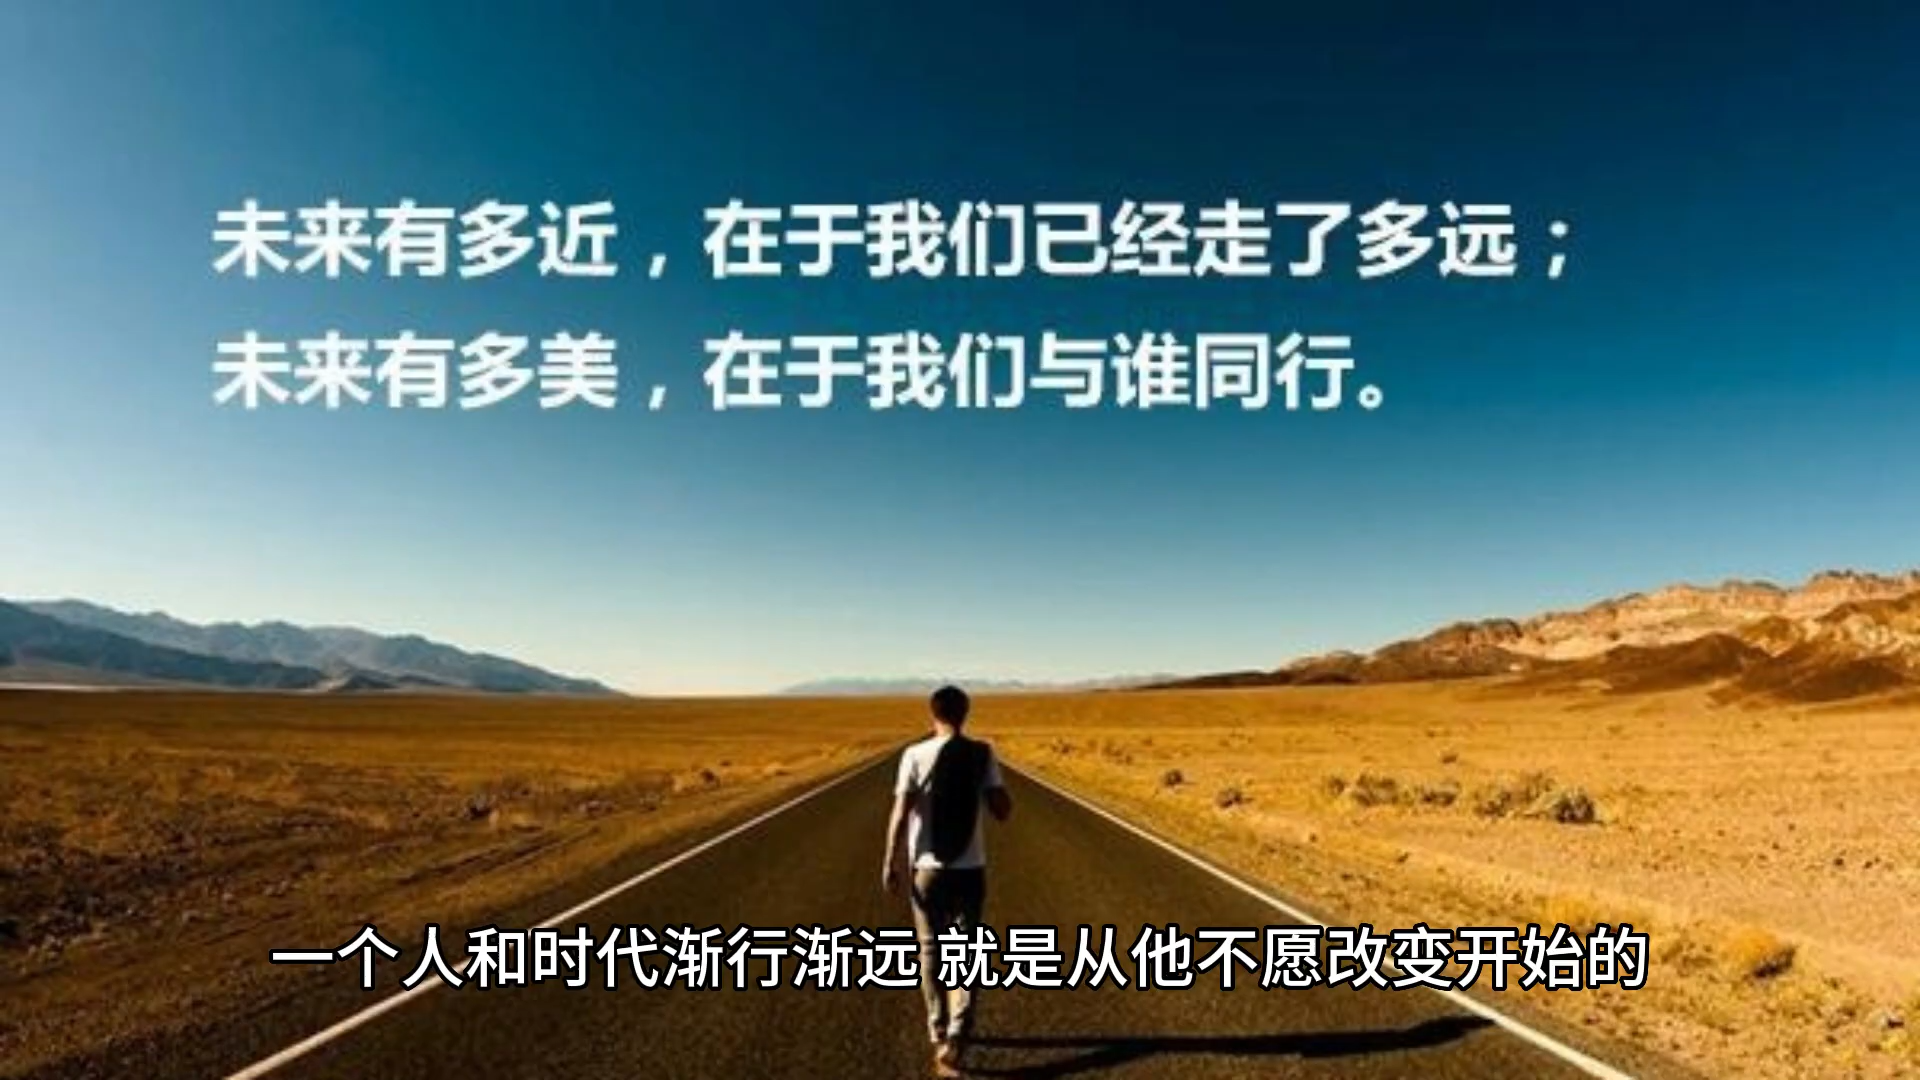 未来有多近，在于我们已经走了多远；
未来有多美，在于我们与谁同行。
一个人和时代渐行渐远 就是从他不愿改变开始的